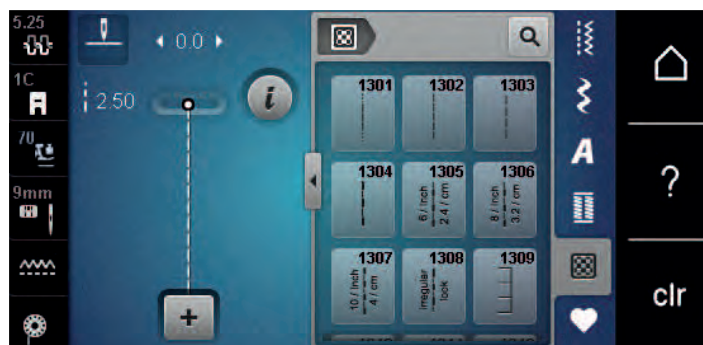 5.25
1C
70
9mm
0.0
2.50
i
+
1301
1302
1303
1304
1305
6 / inch
2.4 / cm
1306
8 / inch
3.2 / cm
1307
10 / inch
4 / cm
1308
irregular
look
1309
A
?
clr